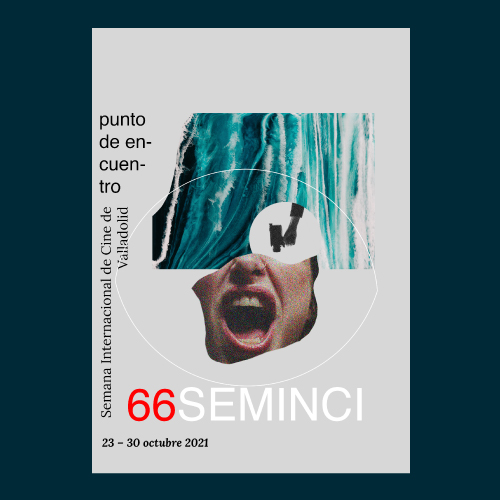 punto
de en-
cuen-
tro
Semana Internacional de Cine de
Valladolid
66SEMINCI
23 – 30 octubre 2021